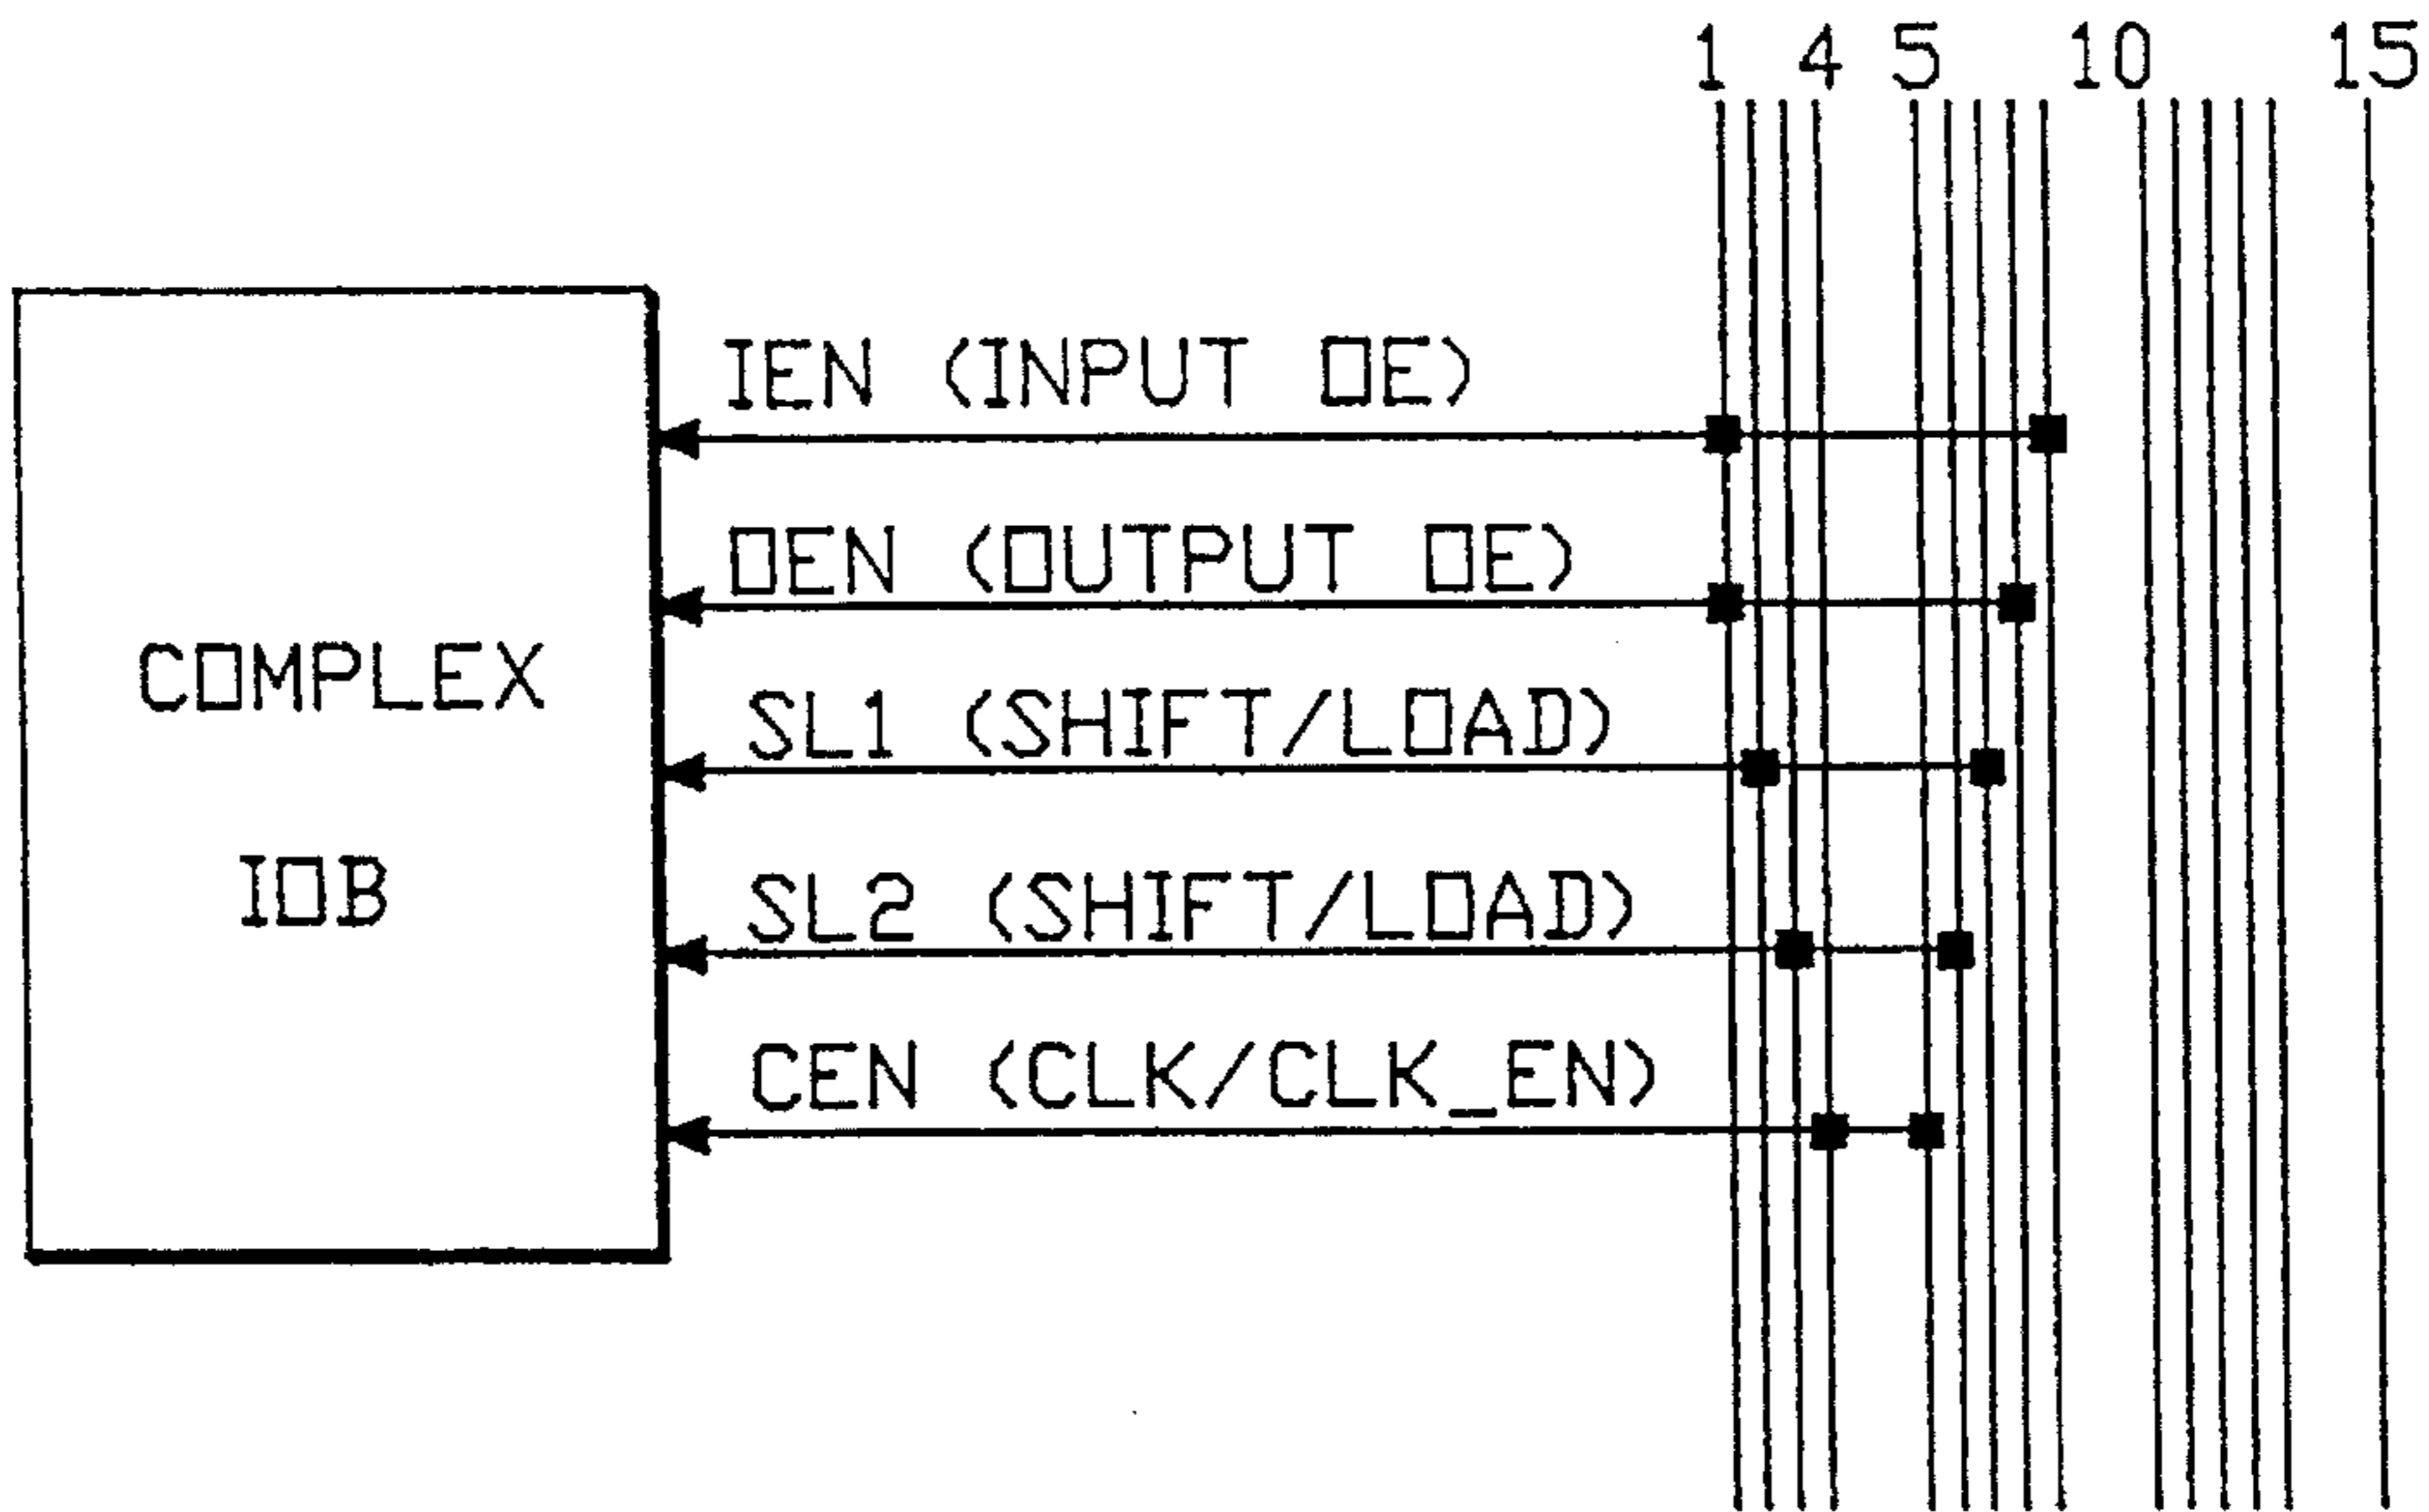 1 4 5 10 15
IEN (INPUT OE)
OEN (OUTPUT OE)
COMPLEX
SL1 (SHIFT/LOAD)
IOB
SL2 (SHIFT/LOAD)
CEN (CLK/CLK_EN)